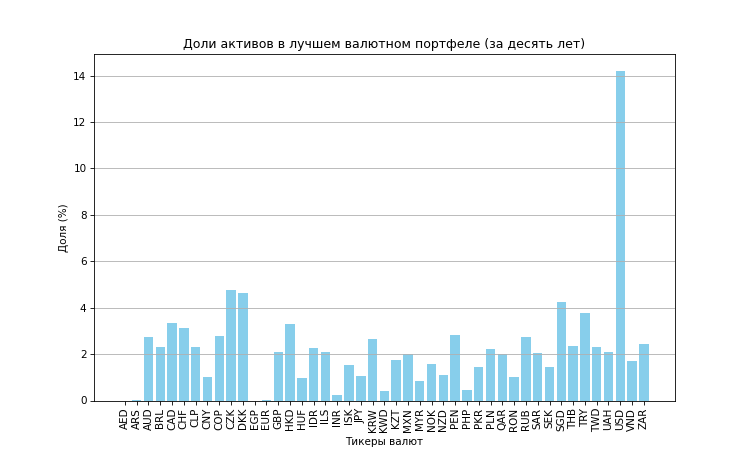 Доли активов в лучшем валютном портфеле (за десять лет)
Доля (%)
14
12
10
8
6
4
2
0
AED ARS AUD BRL CAD CHF CLP CNY COP CZK DKK EGP EUR GBP HKD HUF IDR ILS INR ISK JPY KRW KWD KZT MXN MYR NOK NZD PEN PHP PKR PLN QAR RON RUB SAR SEK SGD THB TRY TWD UAH USD VND ZAR
Тикеры валют